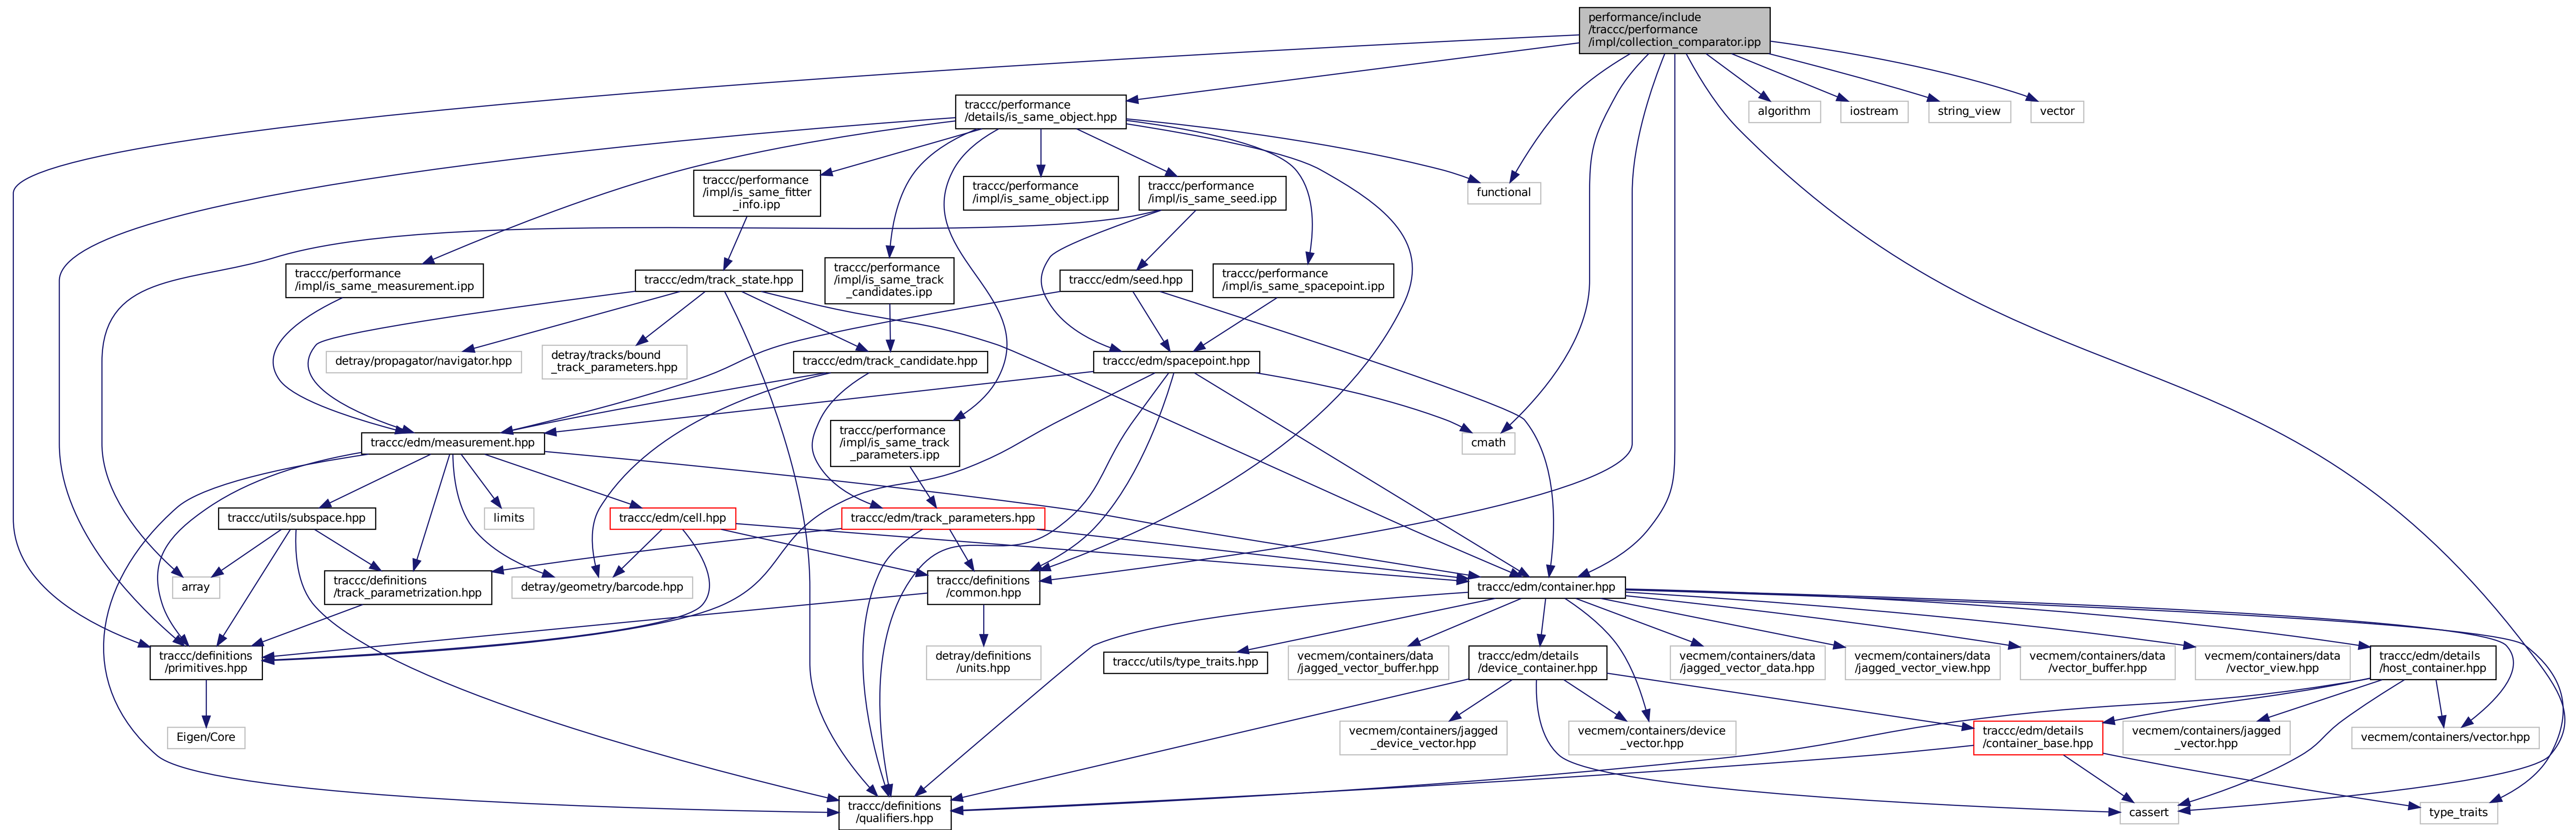 performance/include
/traccc/performance
/impl/collection_comparator.ipp
traccc/performance
/details/is_same_object.hpp
algorithm
iostream
string_view
vector
traccc/performance
/impl/is_same_fitter
_info.ipp
traccc/performance
/impl/is_same_object.ipp
traccc/performance
/impl/is_same_seed.ipp
functional
traccc/performance
/impl/is_same_measurement.ipp
traccc/edm/track_state.hpp
traccc/performance
/impl/is_same_track
_candidates.ipp
traccc/edm/seed.hpp
traccc/performance
/impl/is_same_spacepoint.ipp
detray/propagator/navigator.hpp
detray/tracks/bound
_track_parameters.hpp
traccc/edm/track_candidate.hpp
traccc/edm/spacepoint.hpp
traccc/edm/measurement.hpp
traccc/performance
/impl/is_same_track
_parameters.ipp
cmath
traccc/utils/subspace.hpp
limits
traccc/edm/cell.hpp
traccc/edm/track_parameters.hpp
array
traccc/definitions
/track_parametrization.hpp
detray/geometry/barcode.hpp
traccc/definitions
/common.hpp
traccc/edm/container.hpp
traccc/definitions
/primitives.hpp
detray/definitions
/units.hpp
traccc/utils/type_traits.hpp
vecmem/containers/data
/jagged_vector_buffer.hpp
traccc/edm/details
/device_container.hpp
vecmem/containers/data
/jagged_vector_data.hpp
vecmem/containers/data
/jagged_vector_view.hpp
vecmem/containers/data
/vector_buffer.hpp
vecmem/containers/data
/vector_view.hpp
traccc/edm/details
/host_container.hpp
Eigen/Core
vecmem/containers/jagged
_device_vector.hpp
vecmem/containers/device
_vector.hpp
traccc/edm/details
/container_base.hpp
vecmem/containers/jagged
_vector.hpp
vecmem/containers/vector.hpp
traccc/definitions
/qualifiers.hpp
cassert
type_traits